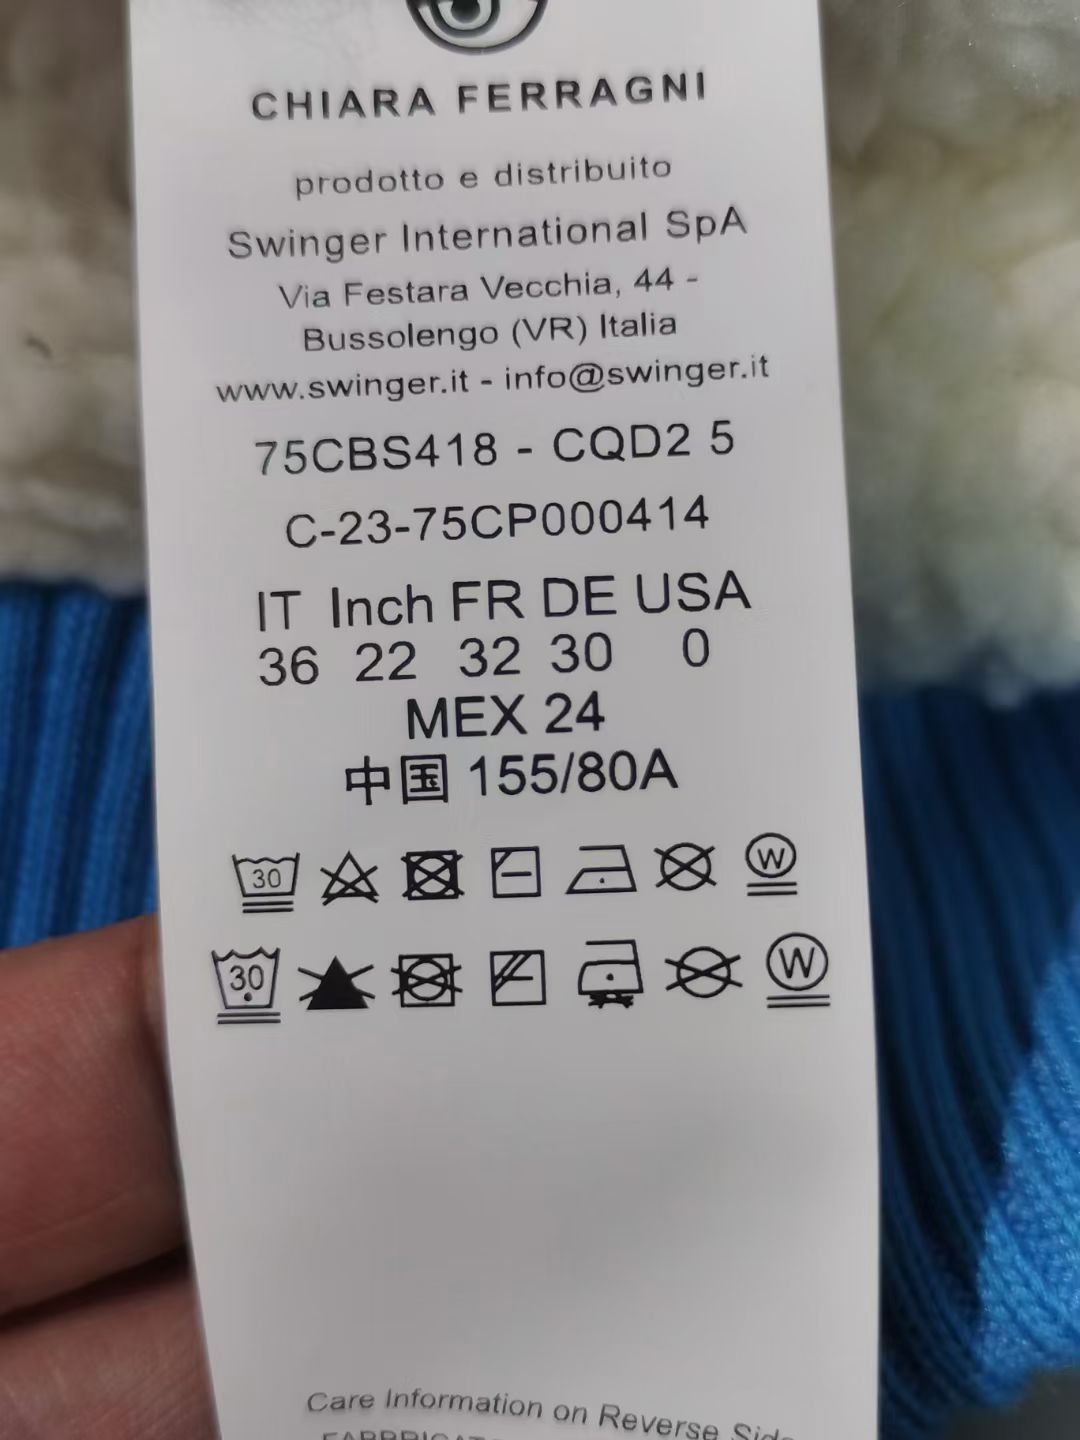 CHIARA FERRAGNI
prodotto e distribuito
Swinger International SpA
Via Festara Vecchia, 44 -
Bussolengo (VR) Italia
www.swinger.it - info@swinger.it
75CBS418 - CQD2 5
C-23-75CP000414
IT Inch FR DE USA
36 22 32 30 0
MEX 24
中国 155/80A
30 W
30 W
Care Information on Reverse Side